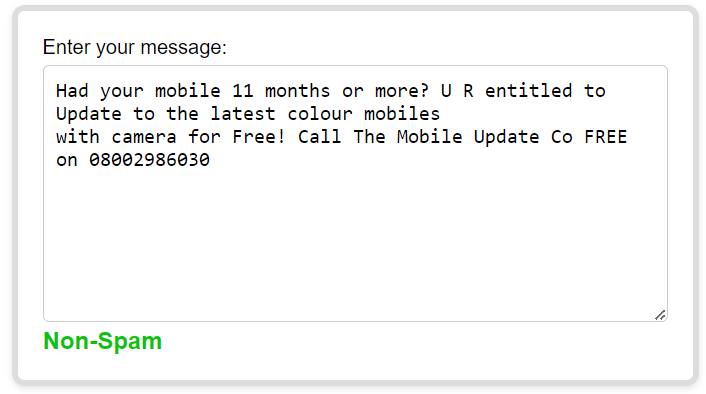 Enter your message:
Had your mobile 11 months or more? U R entitled to
Update to the latest colour mobiles
with camera for Free! Call The Mobile Update Co FREE
on 08002986030
Non-Spam